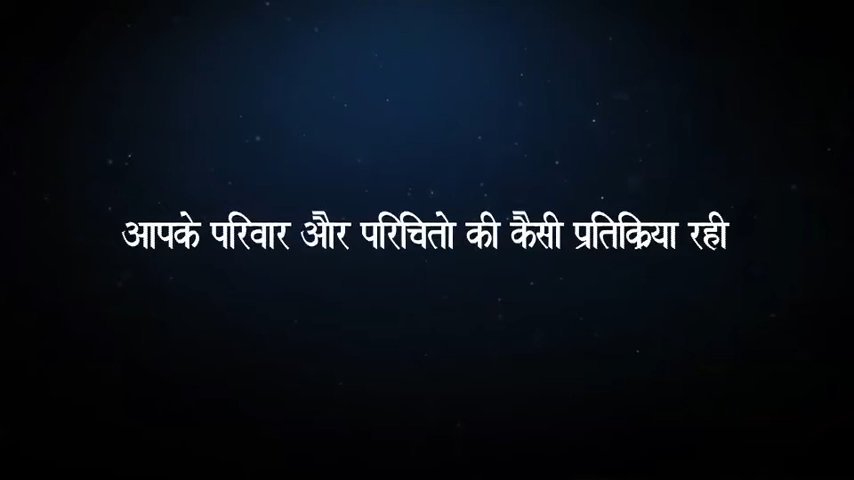 आपके परिवार और परिचितो की कैसी प्रतिक्रिया रही